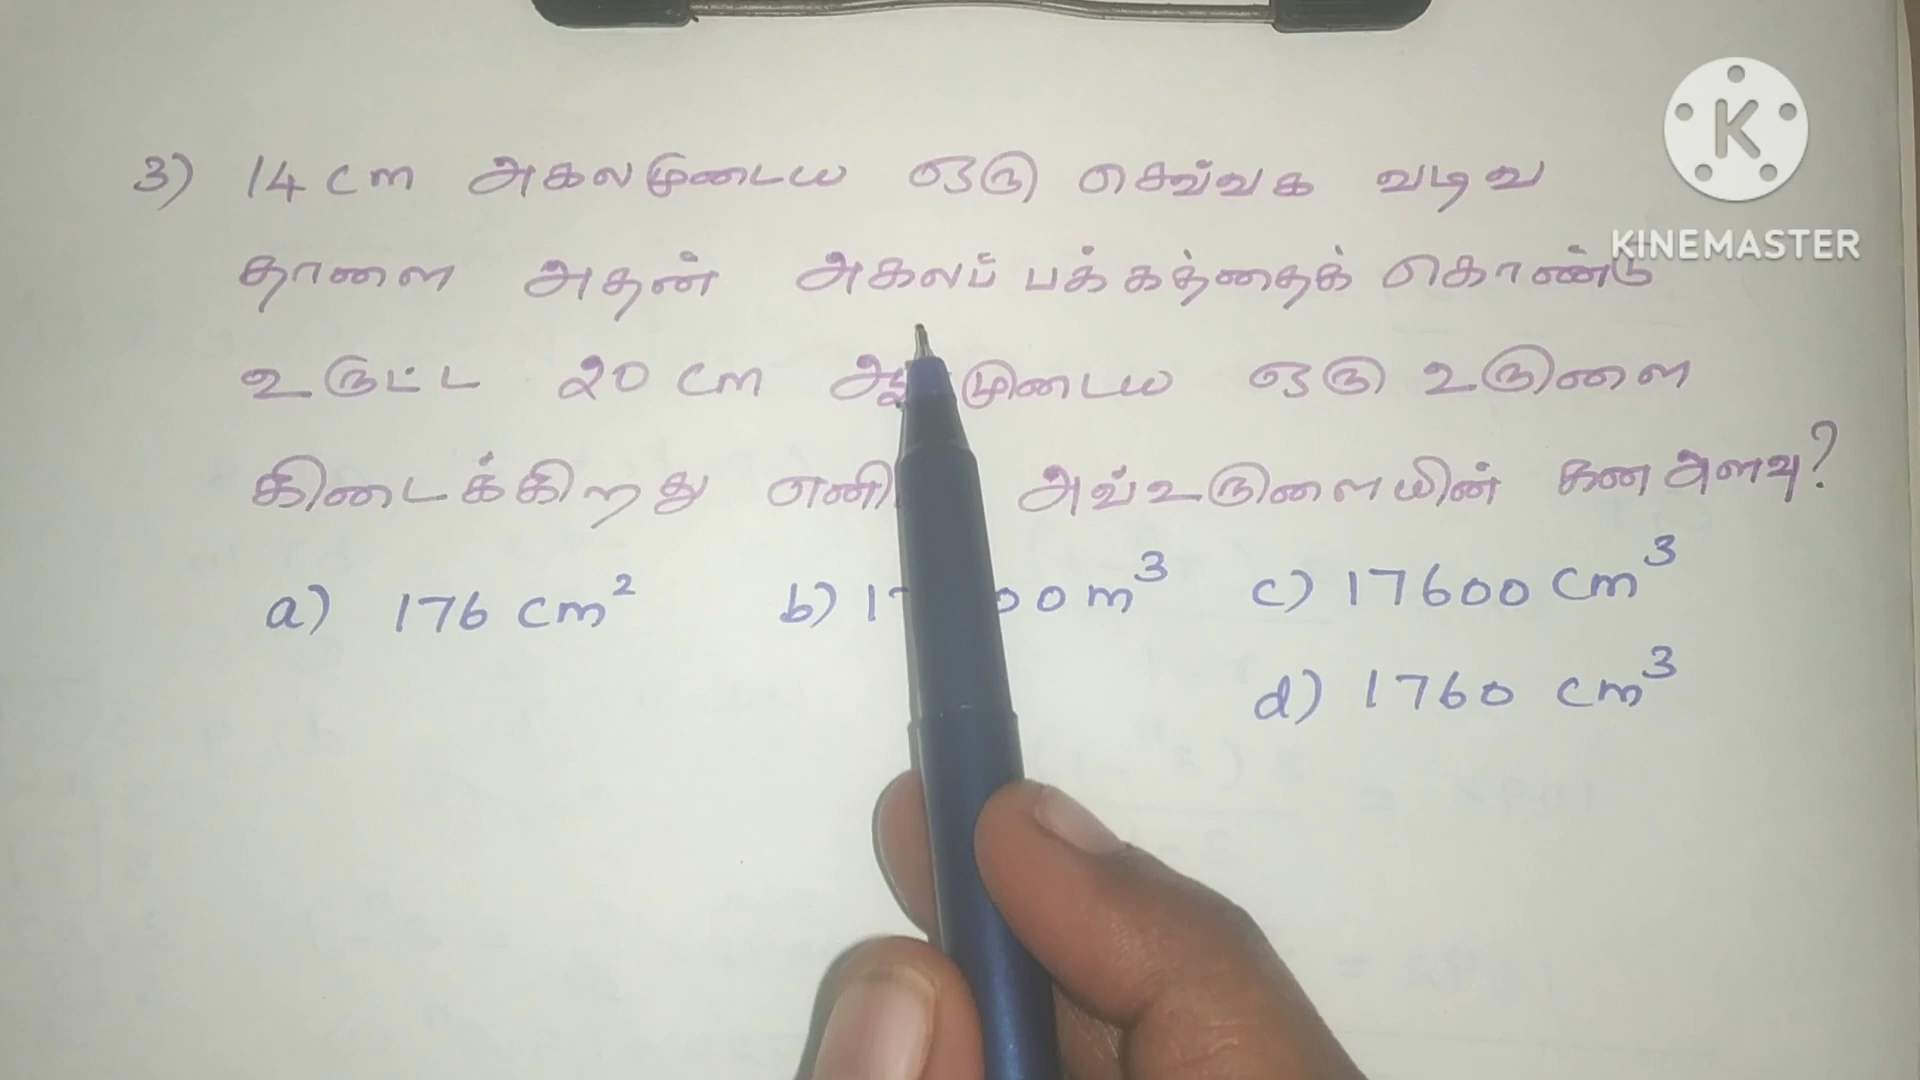 3) 14 cm அகலமுடைய ஒரு செவ்வக வடிவ
தாளை அதன் அகலப் பக்கத்தைக் கொண்டு
உருட்ட 20 cm ஒரு உருளை
கிடைக்கிறது அவ்உருளையின் கனஅளவு?
a) 176 cm² b) m³ c) 17600 cm³
d) 1760 cm³
K
KINEMASTER